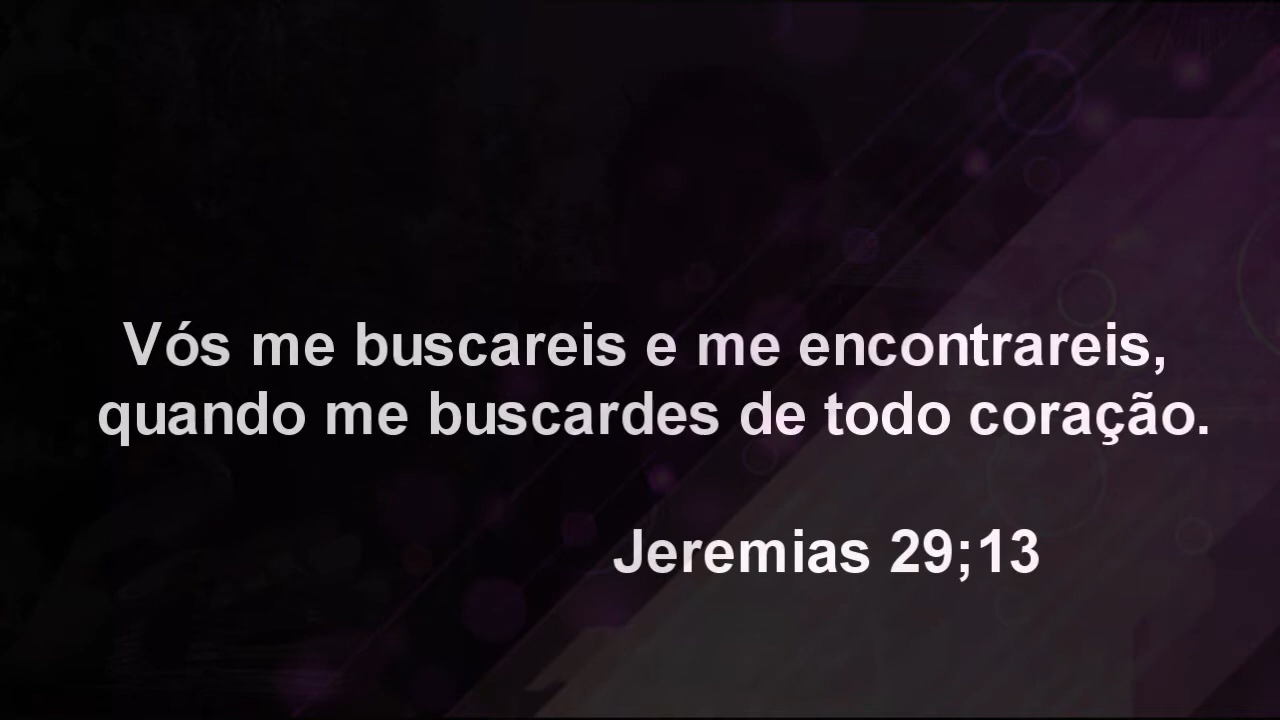 Vós me buscareis e me encontrareis,
quando me buscardes de todo coração.
Jeremias 29;13